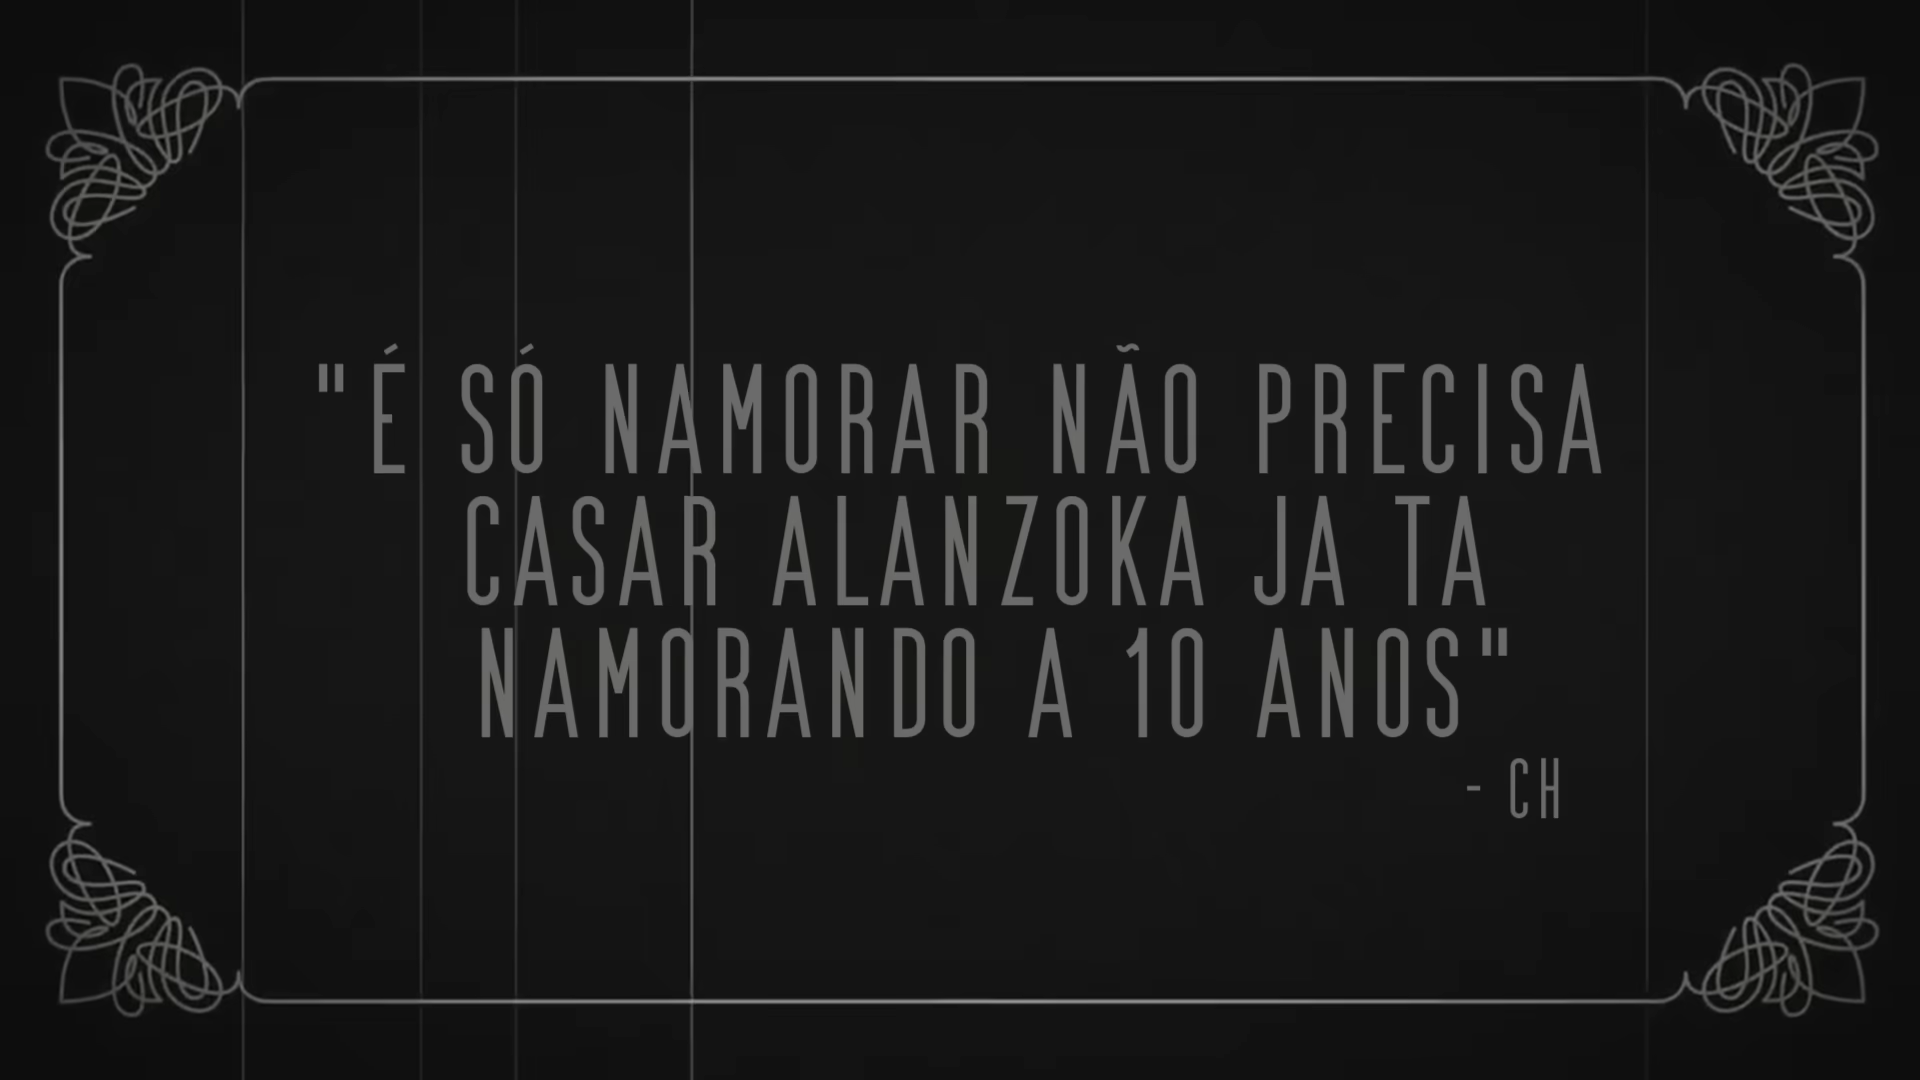 "É SÓ NAMORAR NÃO PRECISA
CASAR ALANZOKA JA TA
NAMORANDO A 10 ANOS"
- CH